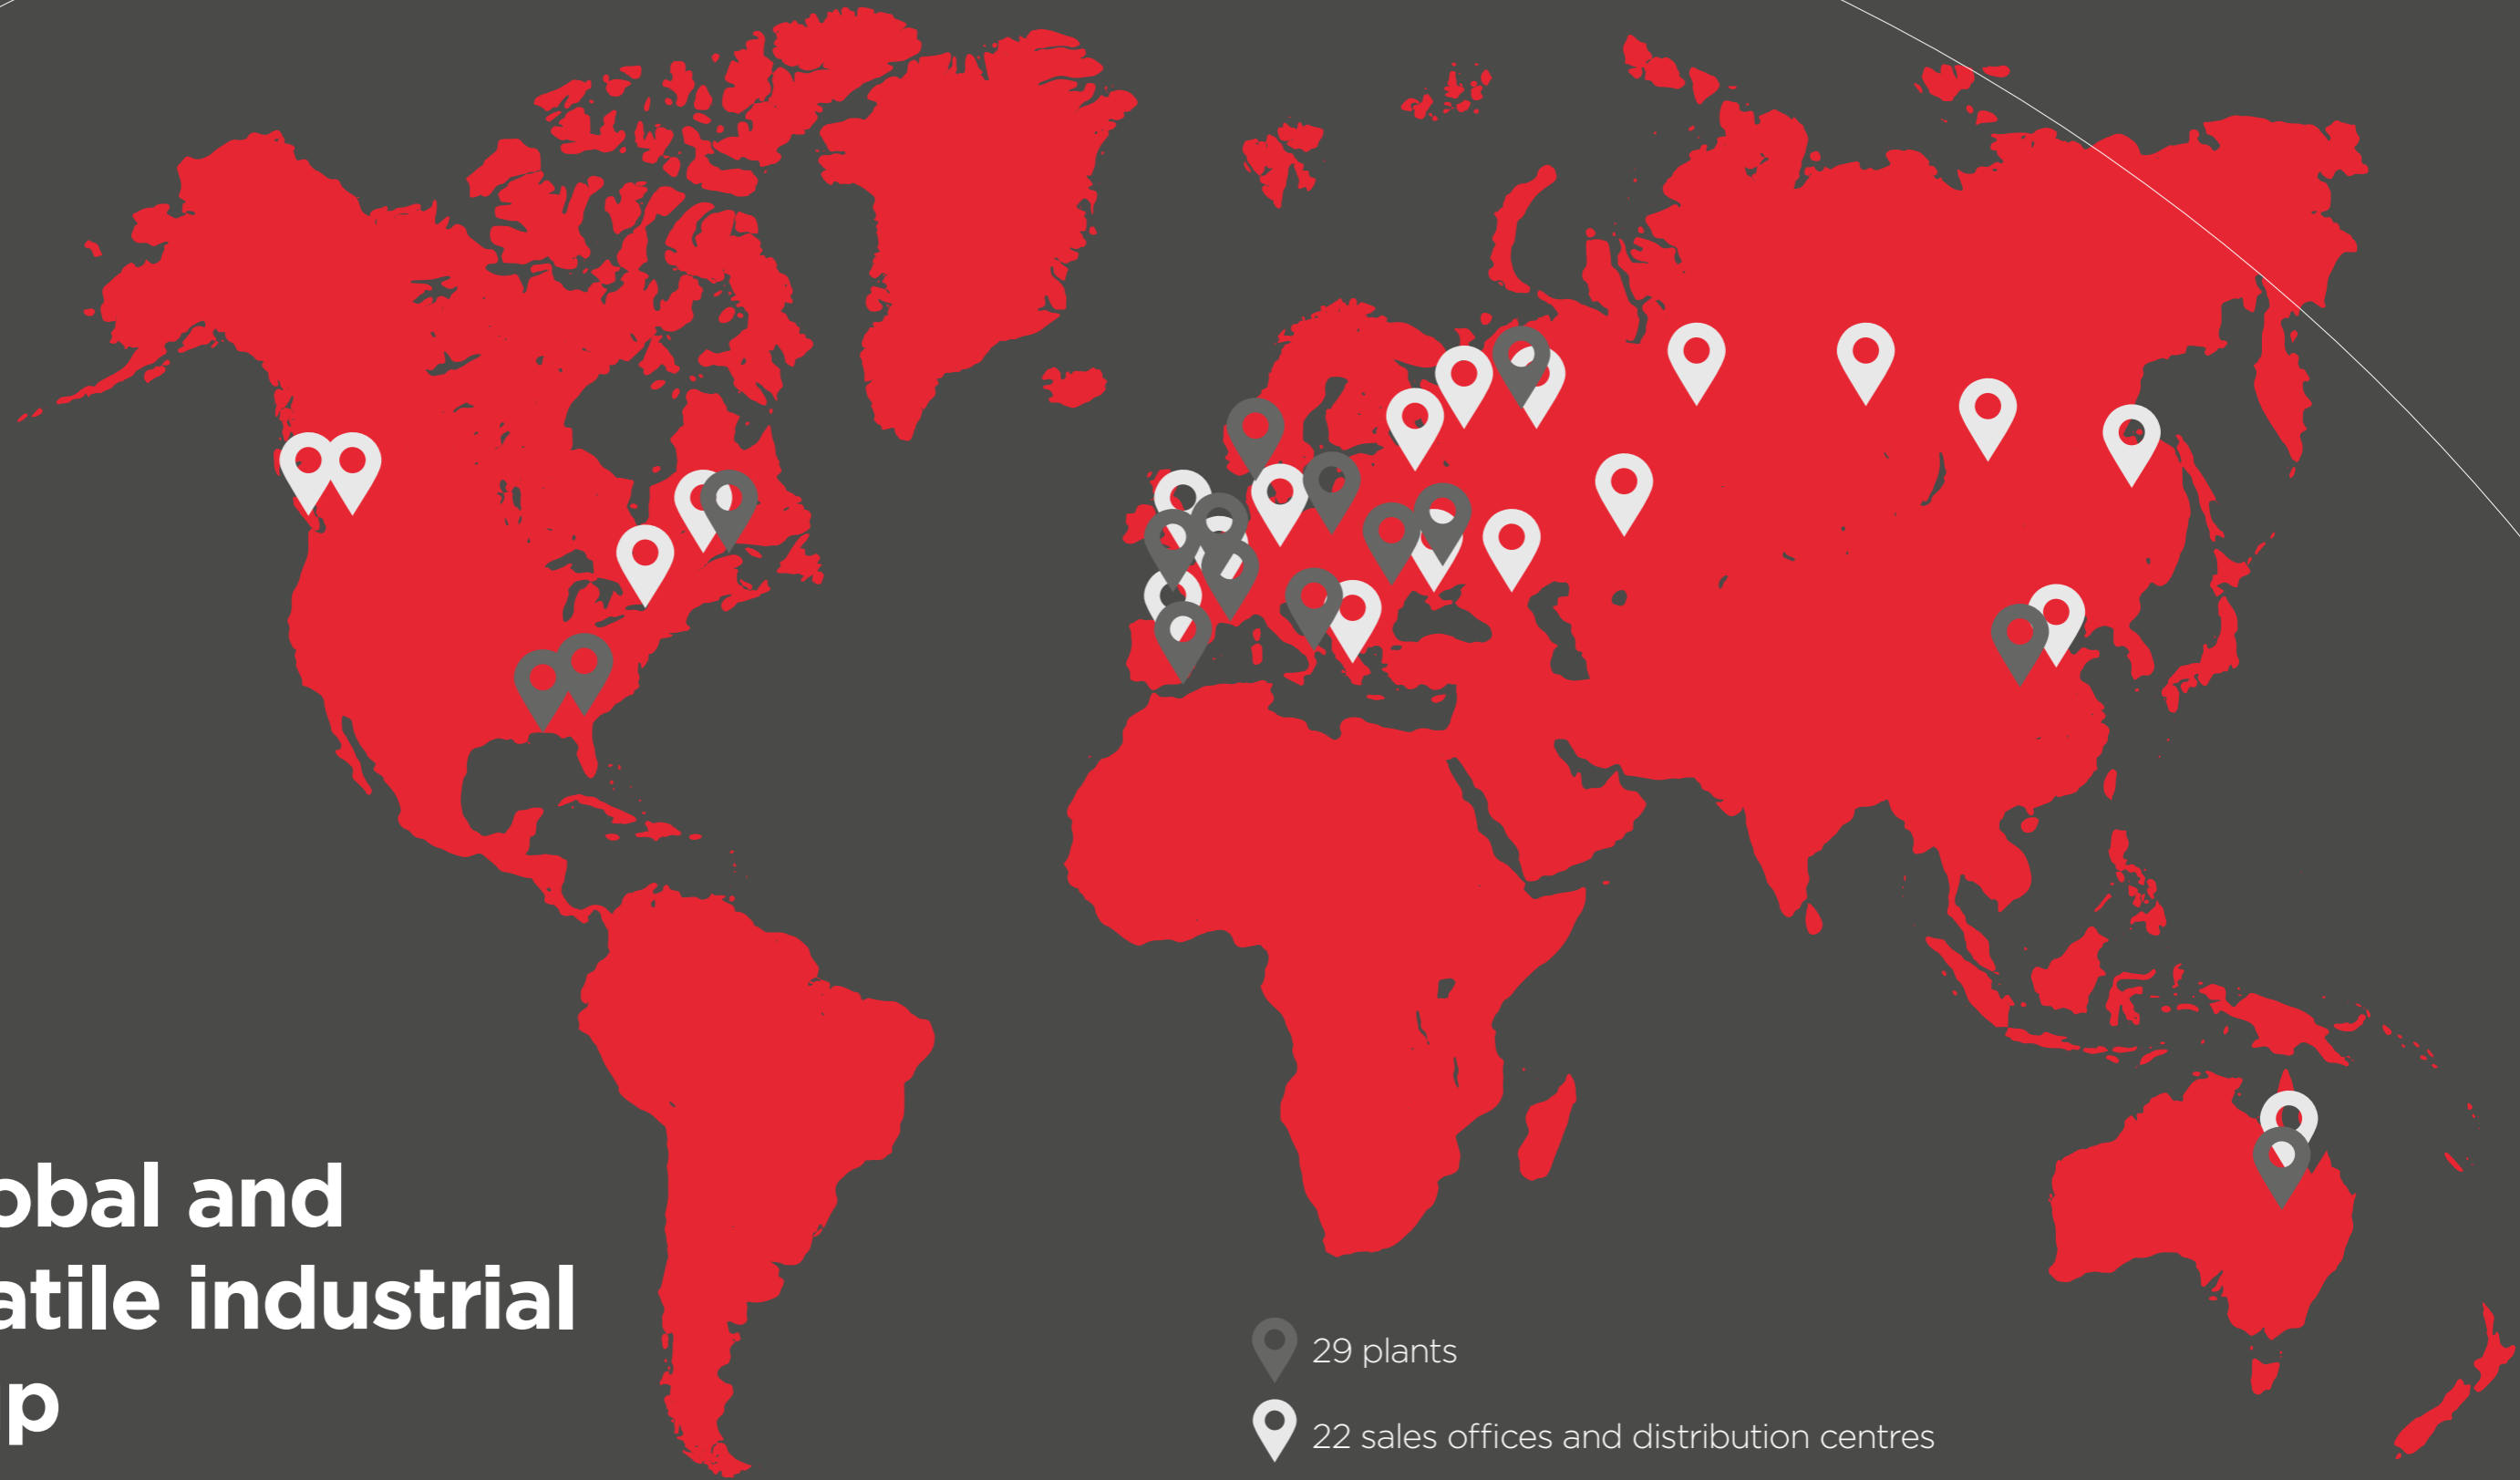 obal and
atile industrial
p
29 plants
22 sales offices and distribution centres